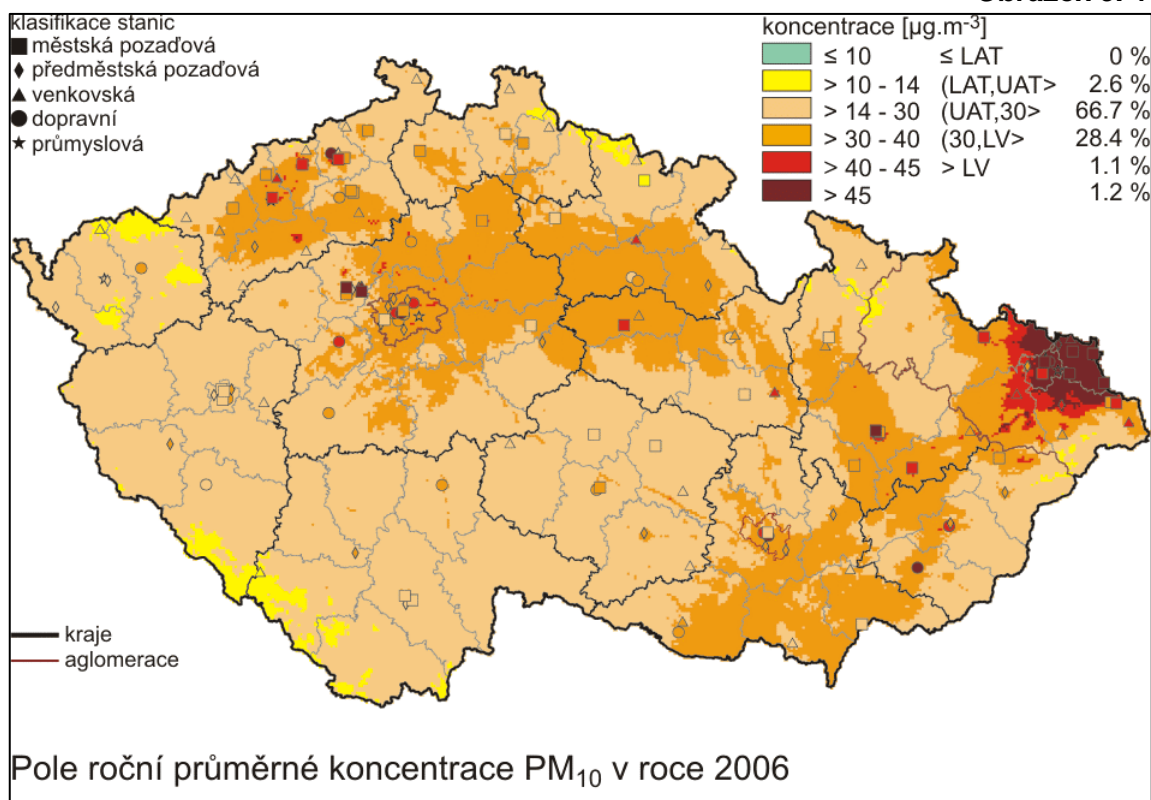 klasifikace stanic
městská pozaďová
předměstská pozaďová
venkovská
dopravní
průmyslová
koncentrace [µg.m⁻³]
≤ 10 ≤ LAT 0 %
> 10 - 14 (LAT,UAT> 2.6 %
> 14 - 30 (UAT,30> 66.7 %
> 30 - 40 (30,LV> 28.4 %
> 40 - 45 > LV 1.1 %
> 45 1.2 %
kraje
aglomerace
Pole roční průměrné koncentrace PM₁₀ v roce 2006